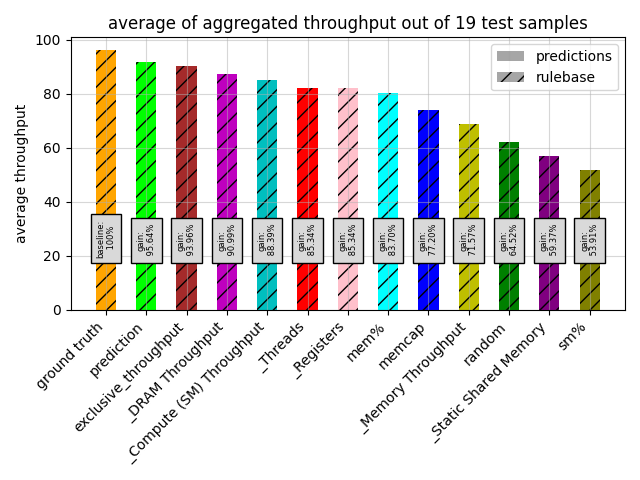 average of aggregated throughput out of 19 test samples
average throughput
100
80
60
40
20
0
predictions
rulebase
baseline:
100%
gain:
95.64%
gain:
93.96%
gain:
90.99%
gain:
88.39%
gain:
85.34%
gain:
85.34%
gain:
83.70%
gain:
77.20%
gain:
71.57%
gain:
64.52%
gain:
59.37%
gain:
53.91%
ground truth
prediction
exclusive_throughput
_DRAM Throughput
_Compute (SM) Throughput
_Threads
_Registers
mem%
memcap
_Memory Throughput
random
_Static Shared Memory
sm%